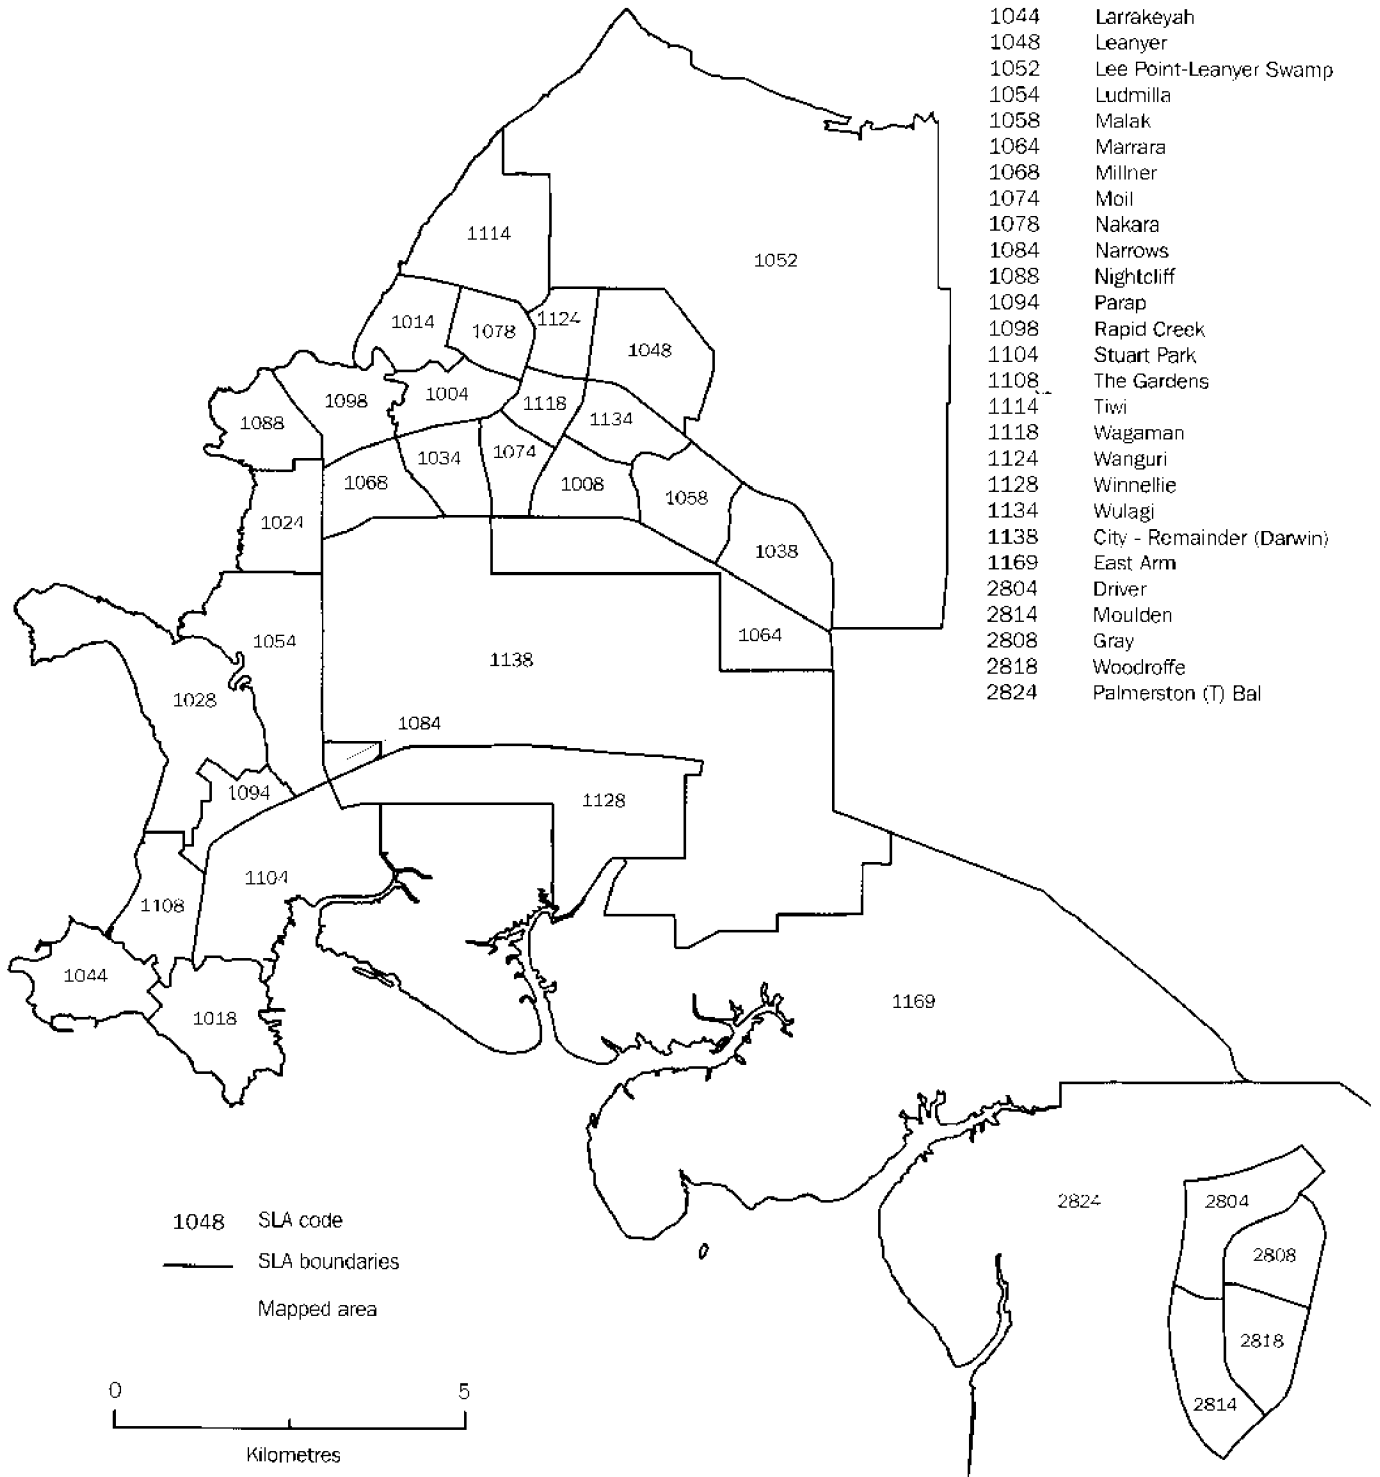 1044 Larrakeyah
1048 Leanyer
1052 Lee Point-Leanyer Swamp
1054 Ludmilla
1058 Malak
1064 Marrara
1068 Millner
1074 Moil
1078 Nakara
1084 Narrows
1088 Nightcliff
1094 Parap
1098 Rapid Creek
1104 Stuart Park
1108 The Gardens
1114 Tiwi
1118 Wagaman
1124 Wanguri
1128 Winnellie
1134 Wulagi
1138 City - Remainder (Darwin)
1169 East Arm
2804 Driver
2814 Moulden
2808 Gray
2818 Woodroffe
2824 Palmerston (T) Bal
1114
1052
1014
1078
1124
1048
1004
1098
1118
1134
1088
1034
1074
1068
1008
1058
1024
1038
1054
1064
1138
1028
1084
1094
1128
1104
1108
1044
1169
1018
2824
2804
2808
2818
2814
1048 SLA code
SLA boundaries
Mapped area
0 5
Kilometres